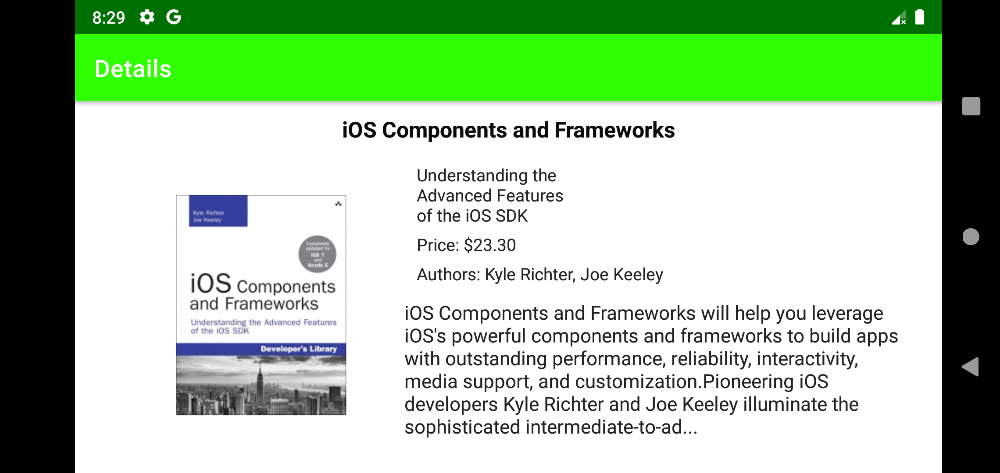 8:29
Details
iOS Components and Frameworks
Kyle Richter
Joe Keeley
Completely
updated for
iOS 7
and
Xcode 5
iOS Components
and Frameworks
Understanding the Advanced Features
of the iOS SDK
Developer's Library
Understanding the
Advanced Features
of the iOS SDK
Price: $23.30
Authors: Kyle Richter, Joe Keeley
iOS Components and Frameworks will help you leverage
iOS's powerful components and frameworks to build apps
with outstanding performance, reliability, interactivity,
media support, and customization.Pioneering iOS
developers Kyle Richter and Joe Keeley illuminate the
sophisticated intermediate-to-ad...